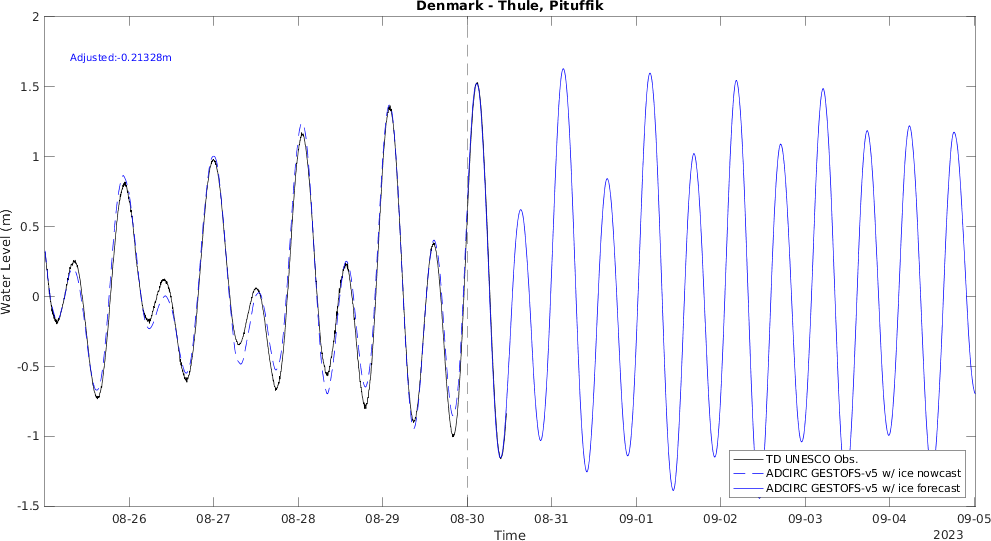 Denmark - Thule, Pituffik
Adjusted:-0.21328m
Water Level (m)
2
1.5
1
0.5
0
-0.5
-1
-1.5
TD UNESCO Obs.
ADCIRC GESTOFS-v5 w/ ice nowcast
ADCIRC GESTOFS-v5 w/ ice forecast
08-26 08-27 08-28 08-29 08-30 08-31 09-01 09-02 09-03 09-04 09-05
Time
2023